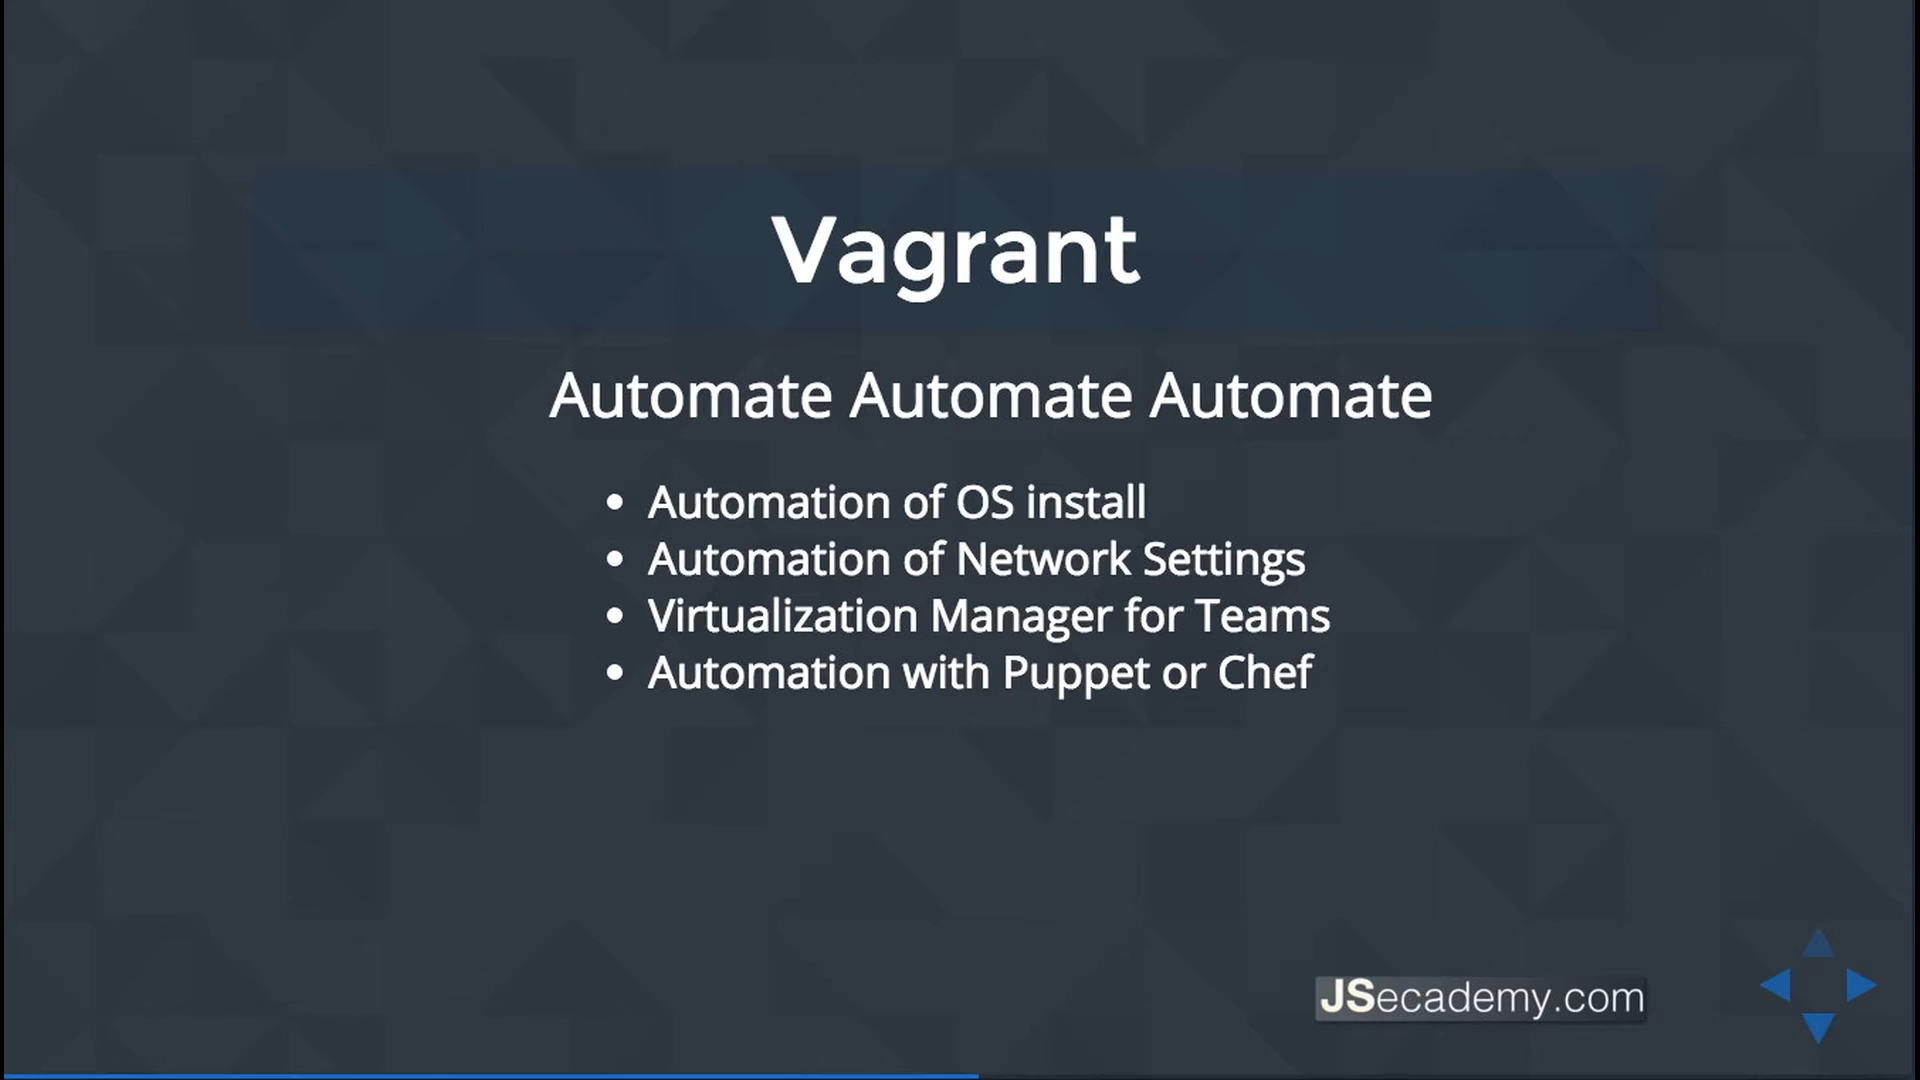 Vagrant
Automate Automate Automate
• Automation of OS install
• Automation of Network Settings
• Virtualization Manager for Teams
• Automation with Puppet or Chef
JSecademy.com